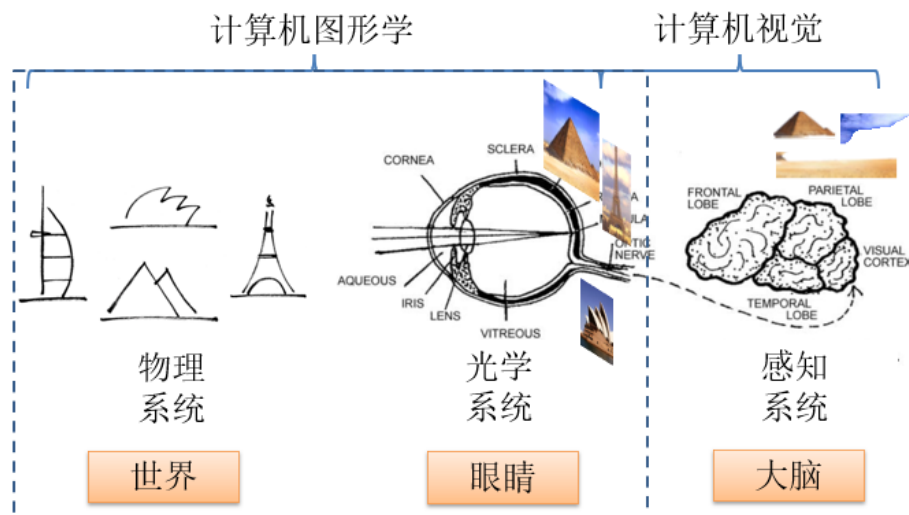 计算机图形学
计算机视觉
CORNEA
SCLERA
AQUEOUS
IRIS
LENS
VITREOUS
OPTIC
NERVE
FRONTAL
LOBE
PARIETAL
LOBE
VISUAL
CORTEX
TEMPORAL
LOBE
物理
系统
光学
系统
感知
系统
世界
眼睛
大脑